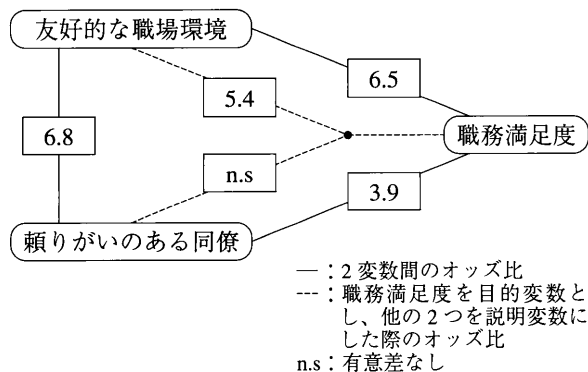 友好的な職場環境
6.5
5.4
6.8
職務満足度
n.s
3.9
頼りがいのある同僚
― : 2変数間のオッズ比
--- : 職務満足度を目的変数と
し、他の2つを説明変数に
した際のオッズ比
n.s : 有意差なし